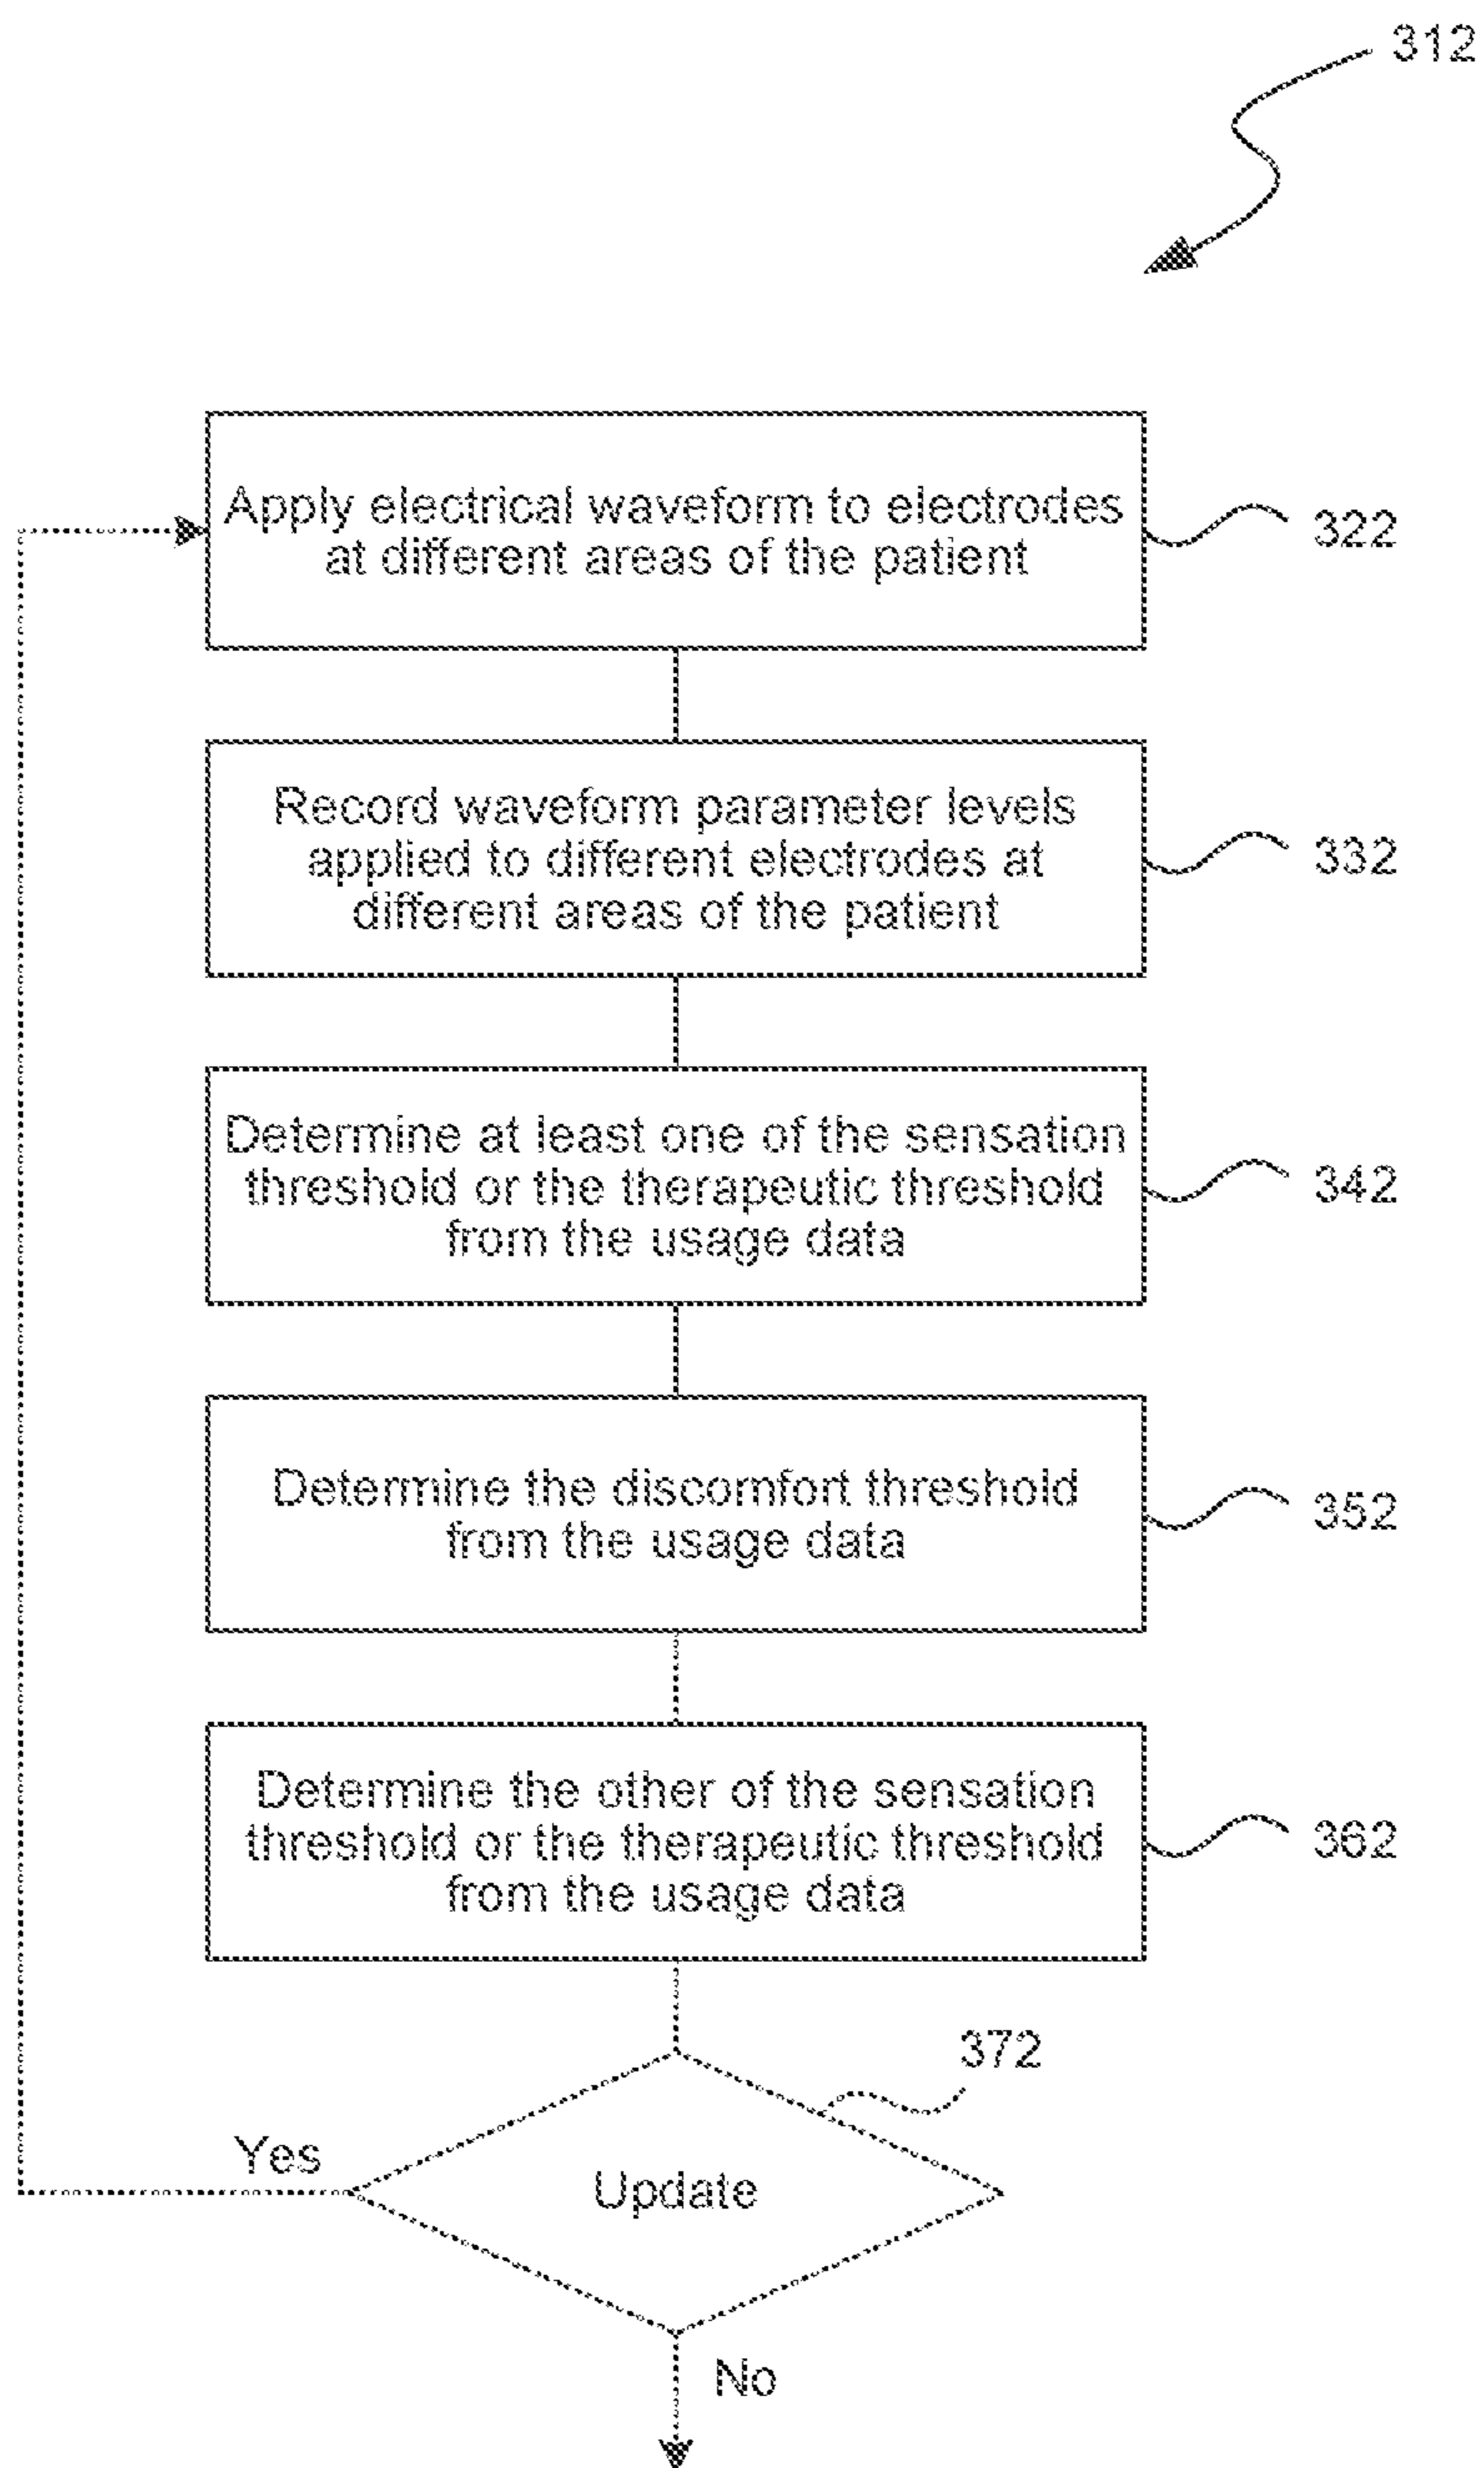 312
Apply electrical waveform to electrodes
at different areas of the patient
322
Record waveform parameter levels
applied to different electrodes at
different areas of the patient
332
Determine at least one of the sensation
threshold or the therapeutic threshold
from the usage data
342
Determine the discomfort threshold
from the usage data
352
Determine the other of the sensation
threshold or the therapeutic threshold
from the usage data
362
372
Yes
Update
No